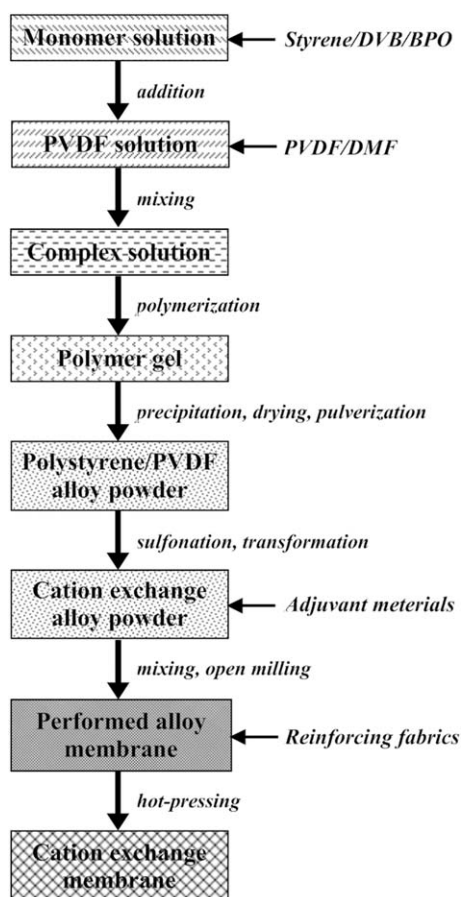 Monomer solution
Styrene/DVB/BPO
addition
PVDF solution
PVDF/DMF
mixing
Complex solution
polymerization
Polymer gel
precipitation, drying, pulverization
Polystyrene/PVDF
alloy powder
sulfonation, transformation
Cation exchange
alloy powder
Adjuvant meterials
mixing, open milling
Performed alloy
membrane
Reinforcing fabrics
hot-pressing
Cation exchange
membrane